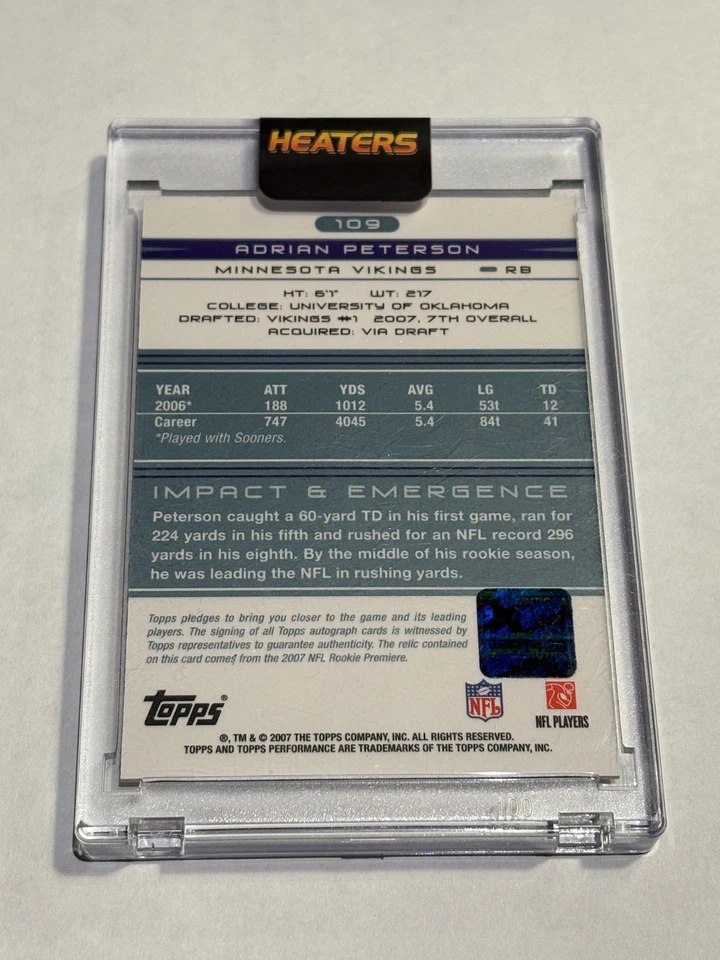 HEATERS
109
ADRIAN PETERSON
MINNESOTA VIKINGS RB
HT: 6'1" WT: 217
COLLEGE: UNIVERSITY OF OKLAHOMA
DRAFTED: VIKINGS #1 2007, 7TH OVERALL
ACQUIRED: VIA DRAFT
YEAR ATT YDS AVG LG TD
2006* 188 1012 5.4 53t 12
Career 747 4045 5.4 84t 41
*Played with Sooners.
IMPACT & EMERGENCE
Peterson caught a 60-yard TD in his first game, ran for
224 yards in his fifth and rushed for an NFL record 296
yards in his eighth. By the middle of his rookie season,
he was leading the NFL in rushing yards.
Topps pledges to bring you closer to the game and its leading
players. The signing of all Topps autograph cards is witnessed by
Topps representatives to guarantee authenticity. The relic contained
on this card comes from the 2007 NFL Rookie Premiere.
Topps®
NFL
NFL PLAYERS
®, TM & © 2007 THE TOPPS COMPANY, INC. ALL RIGHTS RESERVED.
TOPPS AND TOPPS PERFORMANCE ARE TRADEMARKS OF THE TOPPS COMPANY, INC.